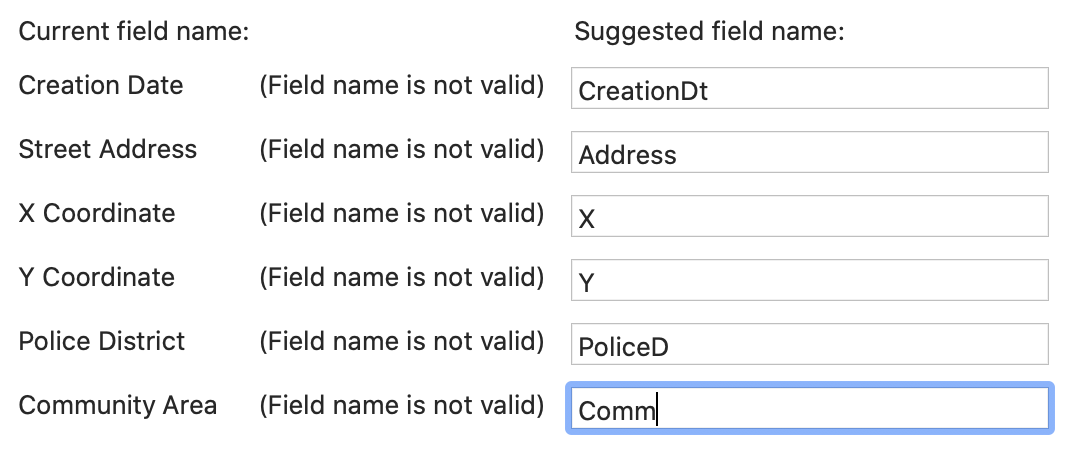 Current field name: Suggested field name:
Creation Date (Field name is not valid) CreationDt
Street Address (Field name is not valid) Address
X Coordinate (Field name is not valid) X
Y Coordinate (Field name is not valid) Y
Police District (Field name is not valid) PoliceD
Community Area (Field name is not valid) Comm